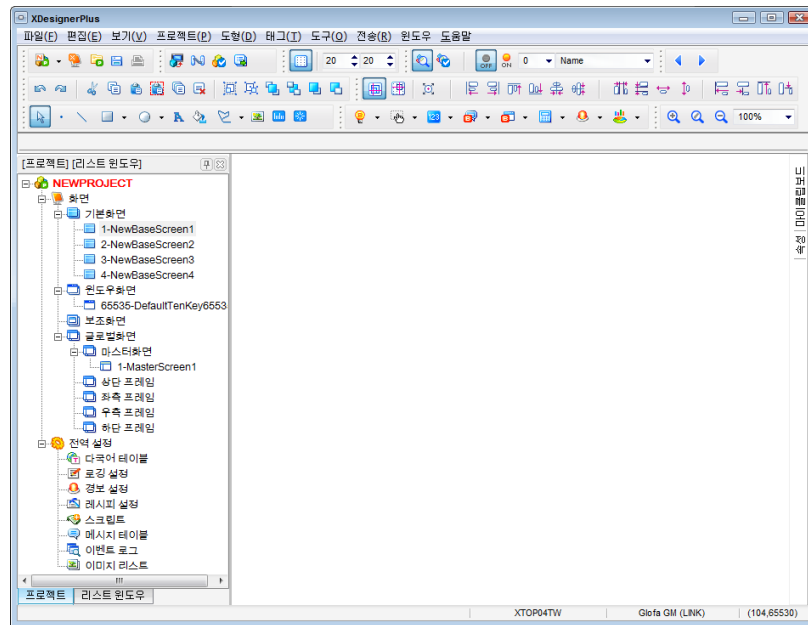 XDesignerPlus
파일(F) 편집(E) 보기(V) 프로젝트(P) 도형(D) 태그(T) 도구(O) 전송(R) 윈도우 도움말
20 20 OFF ON 0 Name
A 123 100%
[프로젝트] [리스트 윈도우]
NEWPROJECT
화면
기본화면
1-NewBaseScreen1
2-NewBaseScreen2
3-NewBaseScreen3
4-NewBaseScreen4
윈도우화면
65535-DefaultTenKey6553
보조화면
글로벌화면
마스터화면
1-MasterScreen1
상단 프레임
좌측 프레임
우측 프레임
하단 프레임
전역 설정
다국어 테이블
로깅 설정
경보 설정
레시피 설정
스크립트
메시지 테이블
이벤트 로그
이미지 리스트
프로젝트 리스트 윈도우
속성
XTOP04TW Glofa GM (LINK) (104,65530)